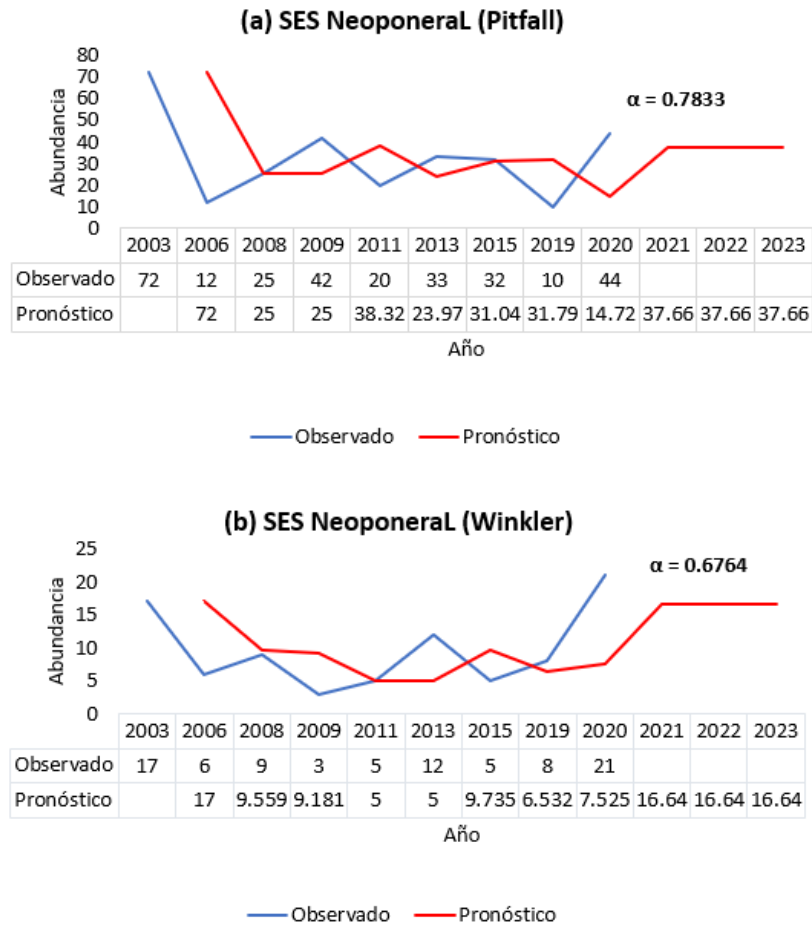 (a) SES NeoponeraL (Pitfall)
80
70
60
50
40
30
20
10
0
Abundancia
α = 0.7833
2003 2006 2008 2009 2011 2013 2015 2019 2020 2021 2022 2023
Observado 72 12 25 42 20 33 32 10 44
Pronóstico 72 25 25 38.32 23.97 31.04 31.79 14.72 37.66 37.66 37.66
Año
Observado Pronóstico
(b) SES NeoponeraL (Winkler)
25
20
15
10
5
0
Abundancia
α = 0.6764
2003 2006 2008 2009 2011 2013 2015 2019 2020 2021 2022 2023
Observado 17 6 9 3 5 12 5 8 21
Pronóstico 17 9.559 9.181 5 5 9.735 6.532 7.525 16.64 16.64 16.64
Año
Observado Pronóstico